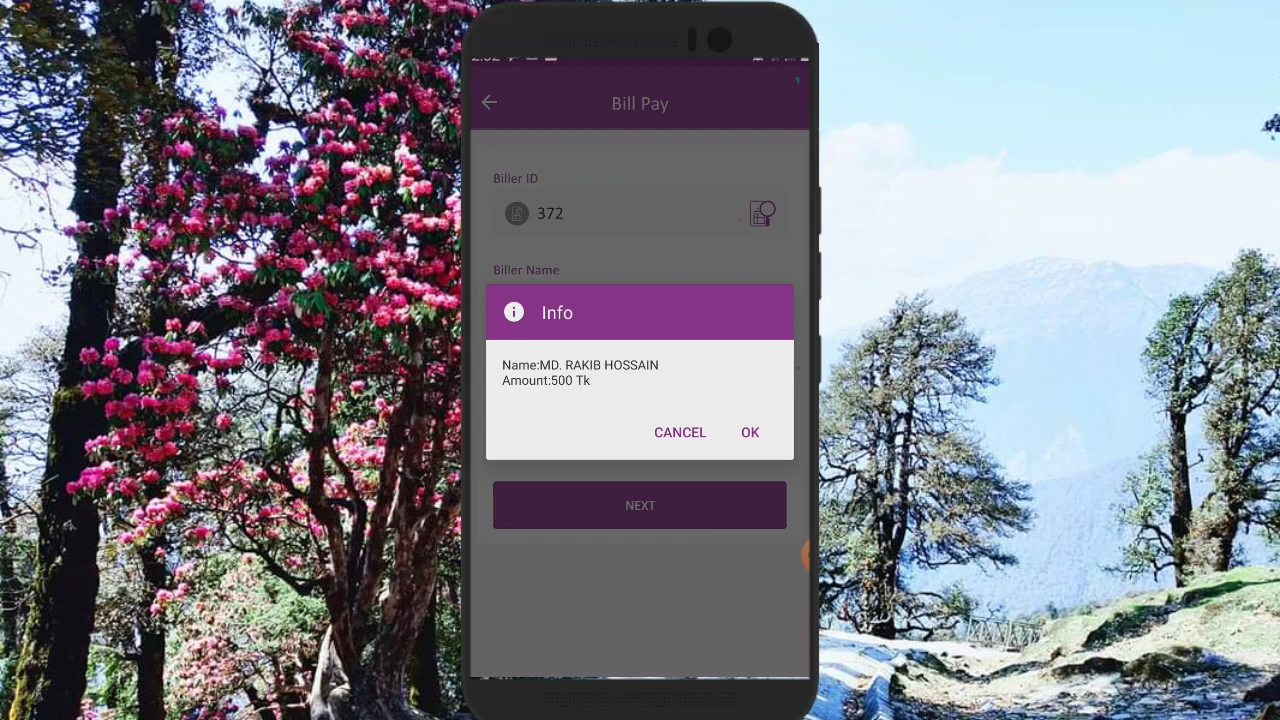 Bill Pay
Biller ID
372
Biller Name
Info
Name:MD. RAKIB HOSSAIN
Amount:500 Tk
CANCEL OK
NEXT